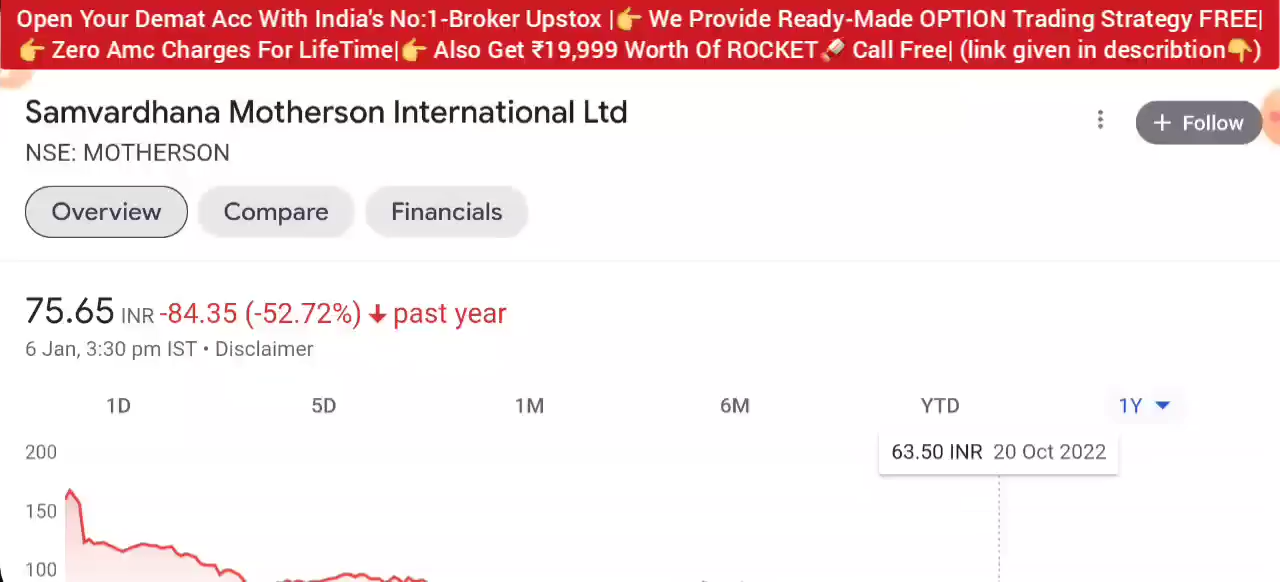 Open Your Demat Acc With India's No:1-Broker Upstox |👉 We Provide Ready-Made OPTION Trading Strategy FREE|
👉 Zero Amc Charges For LifeTime|👉 Also Get ₹19,999 Worth Of ROCKET🚀 Call Free| (link given in describtion👇)
Samvardhana Motherson International Ltd
+ Follow
NSE: MOTHERSON
Overview Compare Financials
75.65 INR -84.35 (-52.72%) ↓ past year
6 Jan, 3:30 pm IST • Disclaimer
1D 5D 1M 6M YTD 1Y
200
63.50 INR 20 Oct 2022
150
100